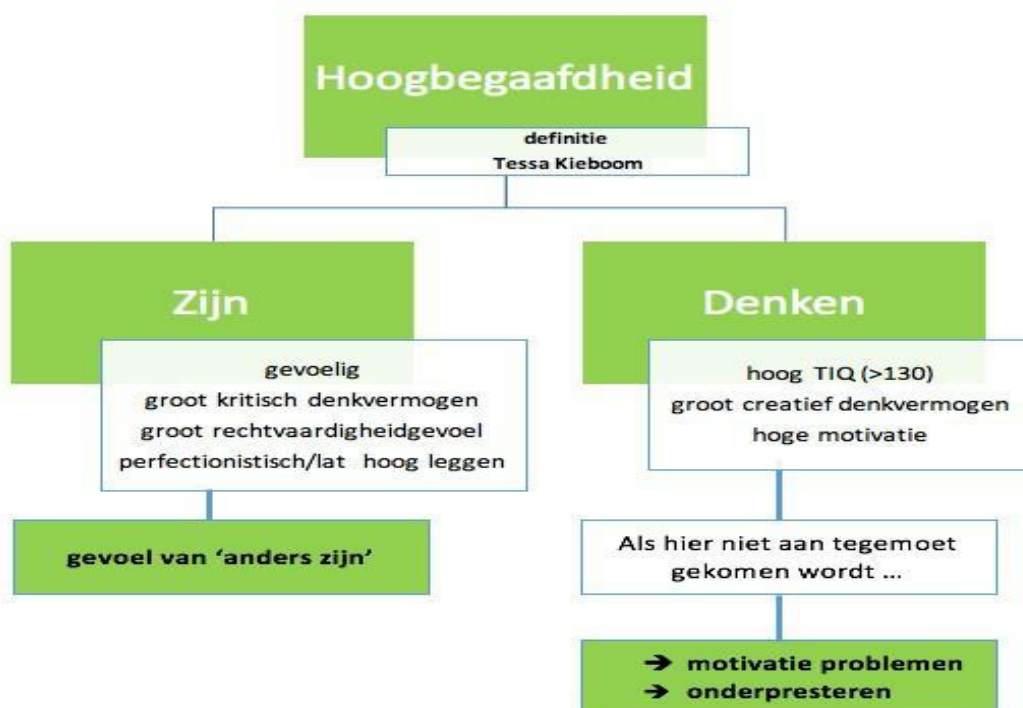 Hoogbegaafdheid
definitie
Tessa Kieboom
Zijn
gevoelig
groot kritisch denkvermogen
groot rechtvaardigheidgevoel
perfectionistisch/lat hoog leggen
gevoel van ‘anders zijn’
Denken
hoog TIQ (>130)
groot creatief denkvermogen
hoge motivatie
Als hier niet aan tegemoet
gekomen wordt ...
➔ motivatie problemen
➔ onderpresteren